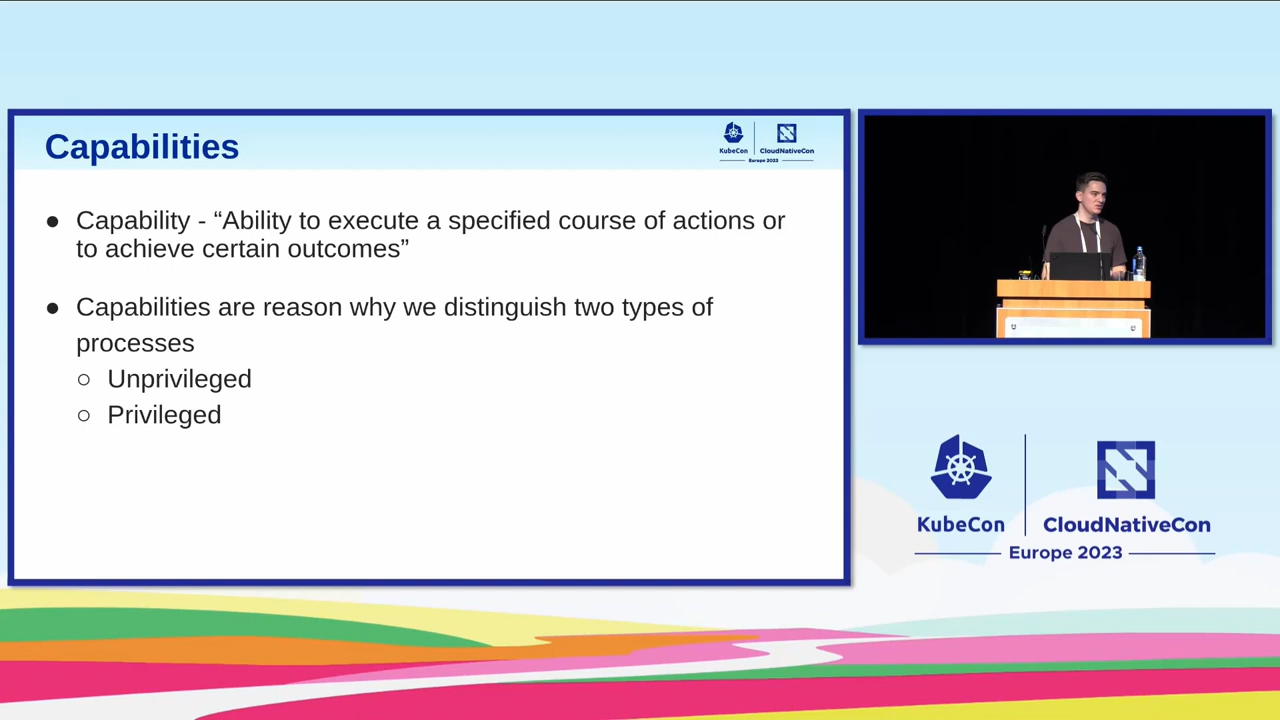 Capabilities
KubeCon
CloudNativeCon
Europe 2023
● Capability - “Ability to execute a specified course of actions or
to achieve certain outcomes”
● Capabilities are reason why we distinguish two types of
processes
○ Unprivileged
○ Privileged
KubeCon
CloudNativeCon
Europe 2023